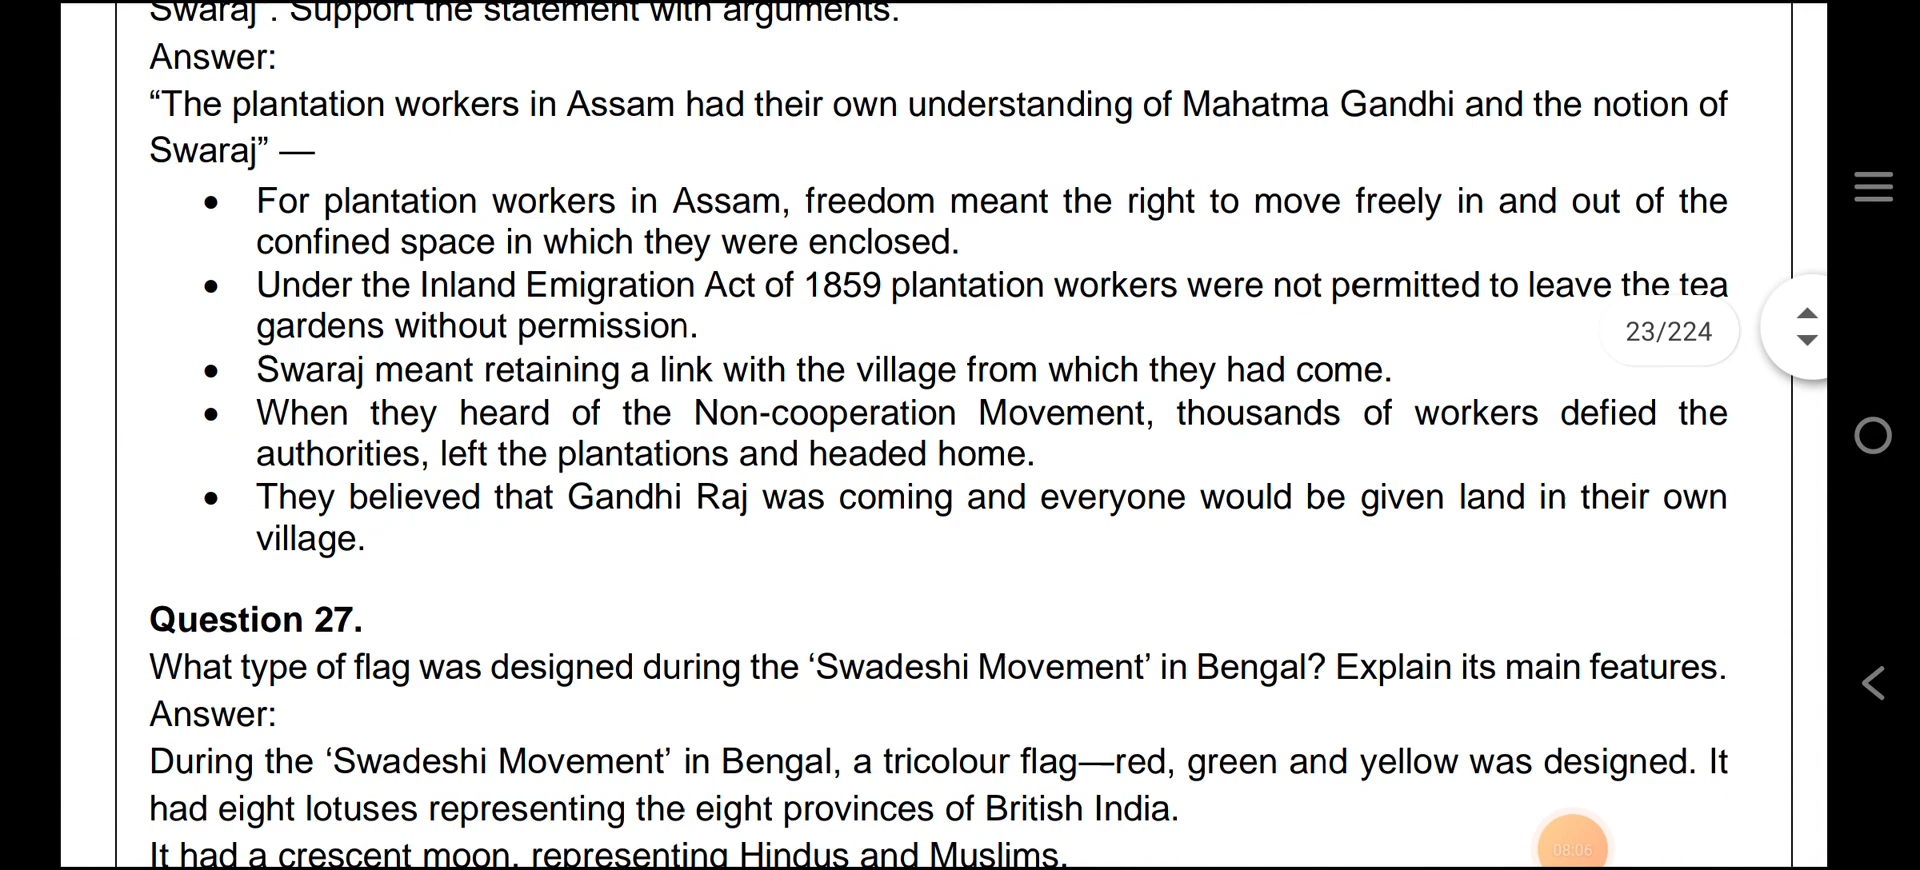 Swaraj'. Support the statement with arguments.
Answer:
“The plantation workers in Assam had their own understanding of Mahatma Gandhi and the notion of
Swaraj” —
• For plantation workers in Assam, freedom meant the right to move freely in and out of the
confined space in which they were enclosed.
• Under the Inland Emigration Act of 1859 plantation workers were not permitted to leave the tea
gardens without permission.
23/224
• Swaraj meant retaining a link with the village from which they had come.
• When they heard of the Non-cooperation Movement, thousands of workers defied the
authorities, left the plantations and headed home.
• They believed that Gandhi Raj was coming and everyone would be given land in their own
village.
Question 27.
What type of flag was designed during the ‘Swadeshi Movement’ in Bengal? Explain its main features.
Answer:
During the ‘Swadeshi Movement’ in Bengal, a tricolour flag—red, green and yellow was designed. It
had eight lotuses representing the eight provinces of British India.
It had a crescent moon, representing Hindus and Muslims.
08:06